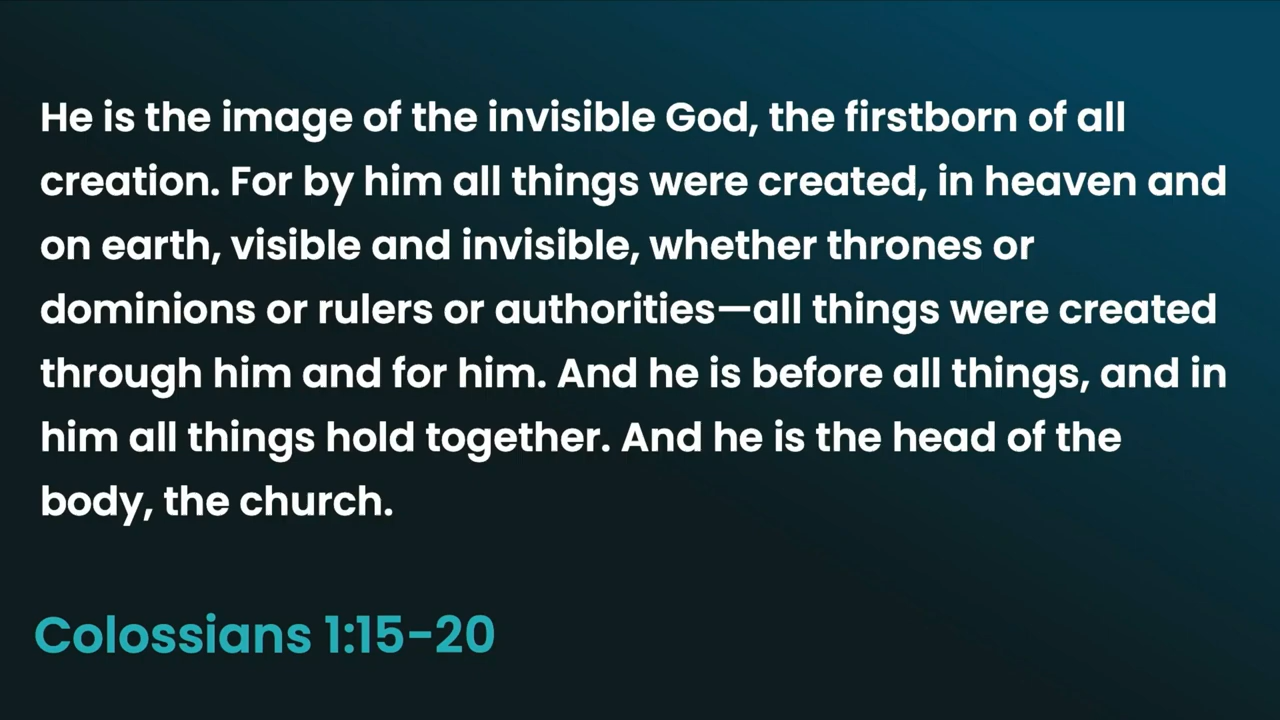 He is the image of the invisible God, the firstborn of all
creation. For by him all things were created, in heaven and
on earth, visible and invisible, whether thrones or
dominions or rulers or authorities—all things were created
through him and for him. And he is before all things, and in
him all things hold together. And he is the head of the
body, the church.
Colossians 1:15-20